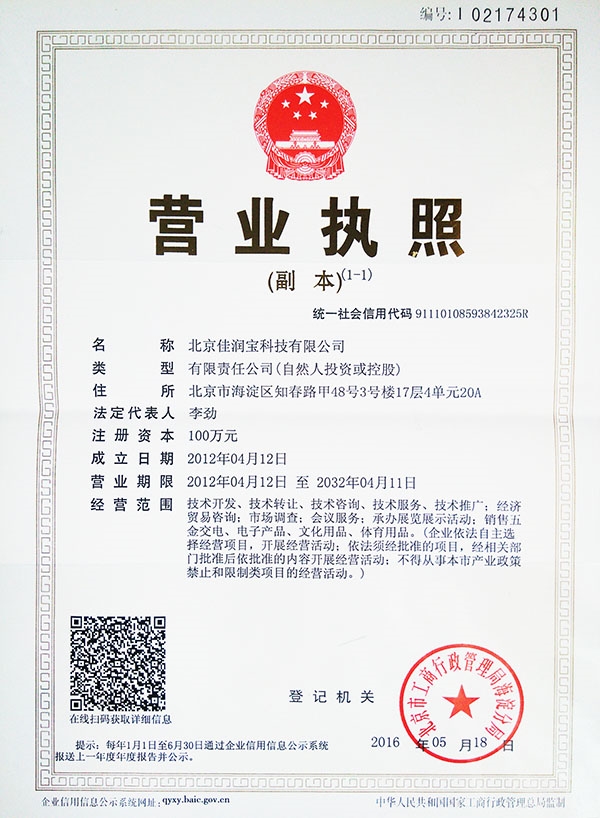 编号:I 02174301
营业执照
(副 本)(1-1)
统一社会信用代码 91110108593842325R
名 称 北京佳润宝科技有限公司
类 型 有限责任公司(自然人投资或控股)
住 所 北京市海淀区知春路甲48号3号楼17层4单元20A
法定代表人 李劲
注册资本 100万元
成立日期 2012年04月12日
营业期限 2012年04月12日 至 2032年04月11日
经营范围 技术开发、技术转让、技术咨询、技术服务、技术推广；经济
贸易咨询；市场调查；会议服务；承办展览展示活动；销售五
金交电、电子产品、文化用品、体育用品。(企业依法自主选
择经营项目，开展经营活动；依法须经批准的项目，经相关部
门批准后依批准的内容开展经营活动；不得从事本市产业政策
禁止和限制类项目的经营活动。)
在线扫码获取详细信息
登记机关
北京市工商行政管理局海淀分局
2016 年 05 月 18 日
提示：每年1月1日至6月30日通过企业信用信息公示系统
报送上一年度年度报告并公示。
企业信用信息公示系统网址：qyxy.baic.gov.cn
中华人民共和国国家工商行政管理总局监制